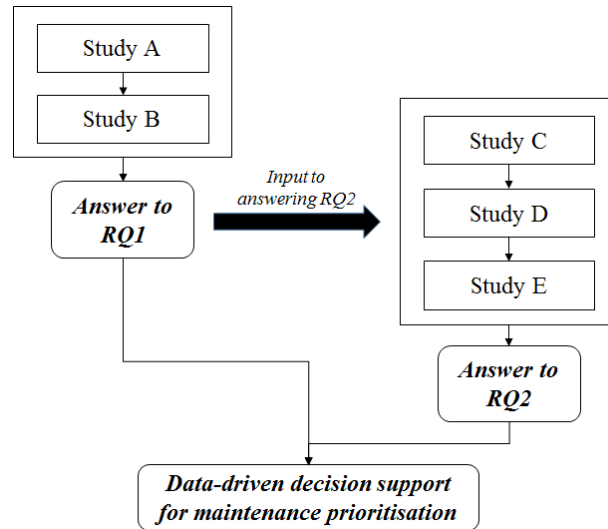 Study A
Study B
Answer to
RQ1
Input to
answering RQ2
Study C
Study D
Study E
Answer to
RQ2
Data-driven decision support
for maintenance prioritisation